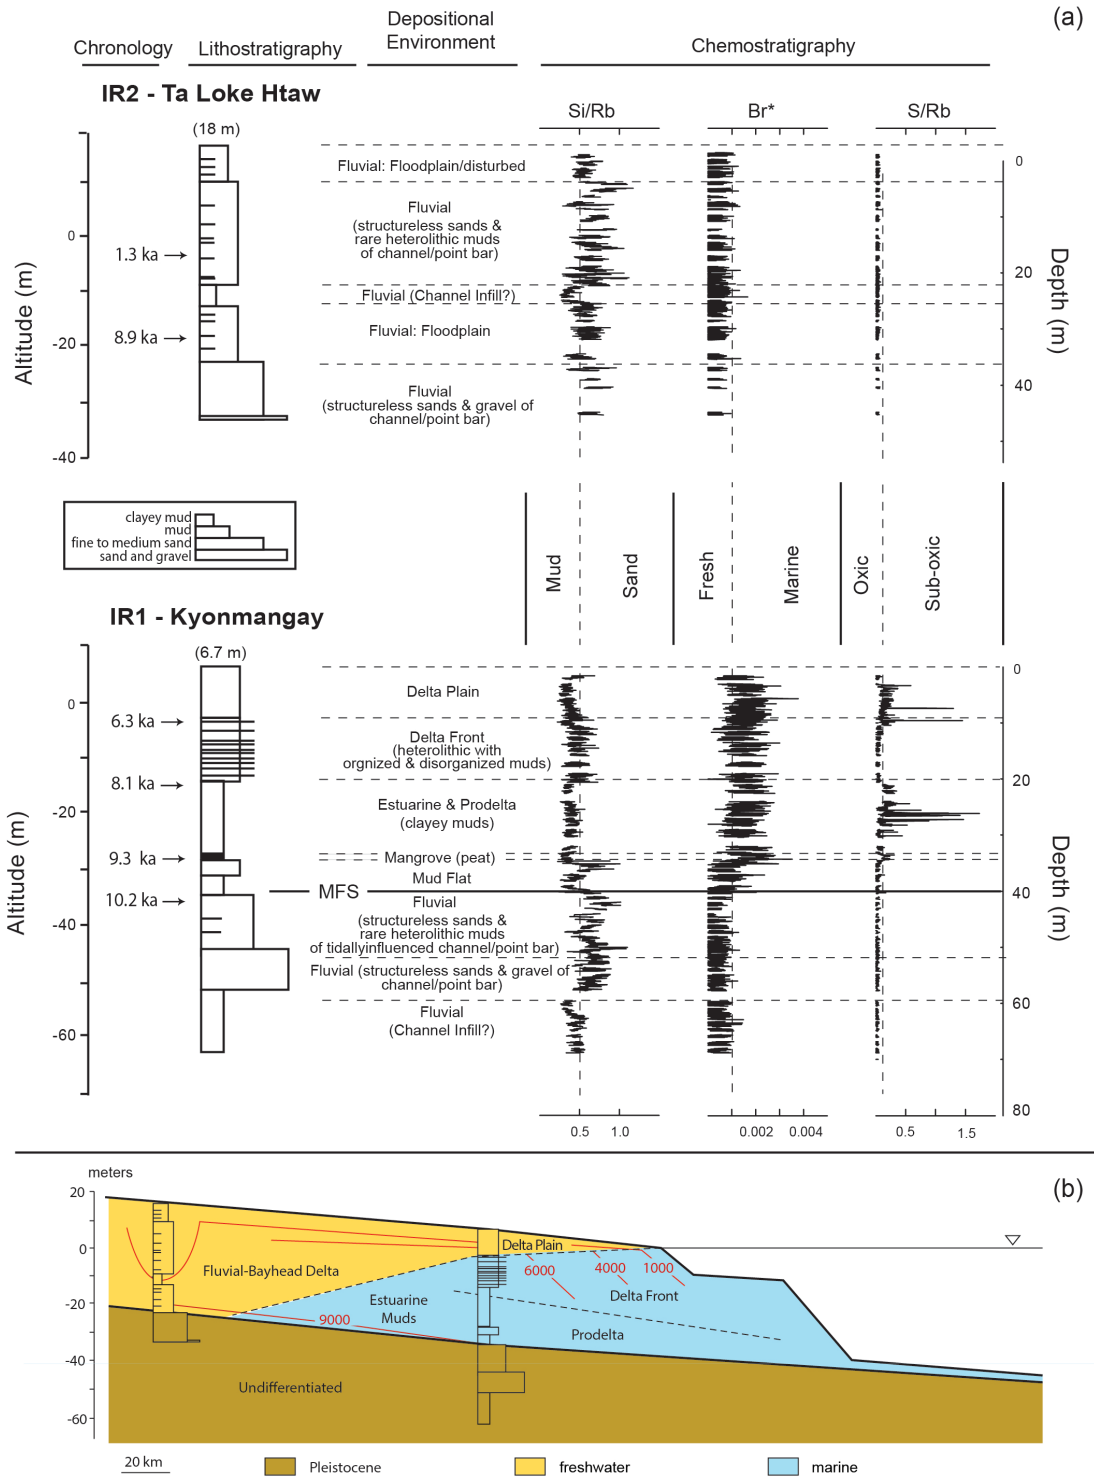 (a)
Depositional
Environment
Chronology
Lithostratigraphy
Chemostratigraphy
IR2 - Ta Loke Htaw
(18 m)
Si/Rb
Br*
S/Rb
Fluvial: Floodplain/disturbed
0
Fluvial
(structureless sands &
rare heterolithic muds
of channel/point bar)
0
1.3 ka
20
Fluvial (Channel Infill?)
Fluvial: Floodplain
8.9 ka
-20
Altitude (m)
Depth (m)
40
Fluvial
(structureless sands & gravel of
channel/point bar)
-40
clayey mud
mud
fine to medium sand
sand and gravel
Mud
Sand
Fresh
Marine
Oxic
Sub-oxic
IR1 - Kyonmangay
(6.7 m)
0
Delta Plain
0
6.3 ka
Delta Front
(heterolithic with
orgnized & disorganized muds)
8.1 ka
20
-20
Estuarine & Prodelta
(clayey muds)
Altitude (m)
Depth (m)
9.3 ka
Mangrove (peat)
Mud Flat
MFS
40
10.2 ka
Fluvial
(structureless sands &
rare heterolithic muds
of tidallyinfluenced channel/point bar)
-40
Fluvial (structureless sands & gravel of
channel/point bar)
60
Fluvial
(Channel Infill?)
-60
80
0.5
1.0
0.002
0.004
0.5
1.5
meters
(b)
20
0
-20
-40
-60
Delta Plain
Fluvial-Bayhead Delta
6000
4000
1000
Delta Front
Estuarine
Muds
9000
Prodelta
Undifferentiated
20 km
Pleistocene
freshwater
marine